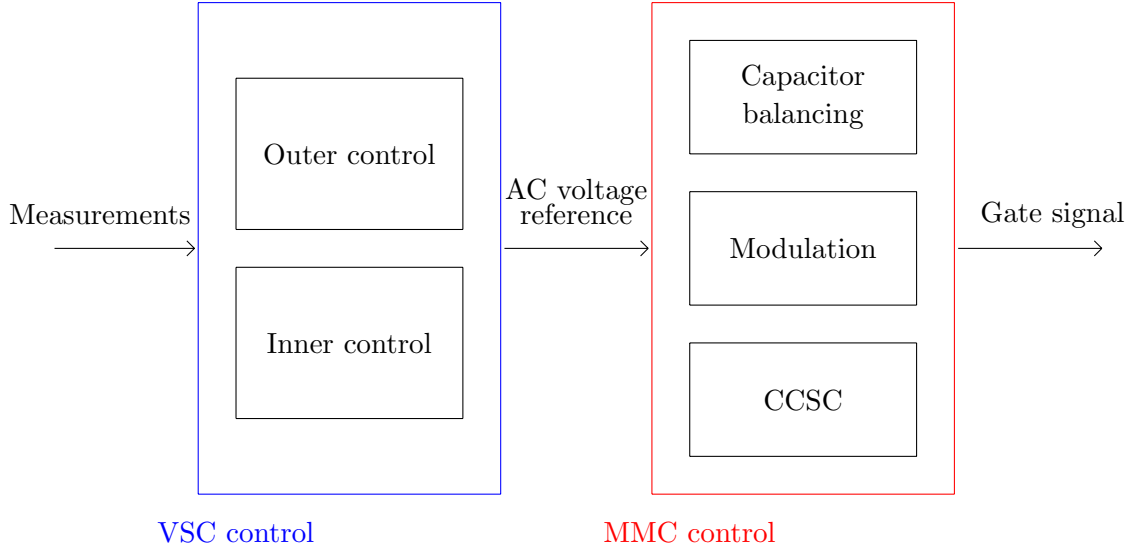 Measurements
Outer control
Inner control
VSC control
AC voltage
reference
Capacitor
balancing
Modulation
CCSC
MMC control
Gate signal